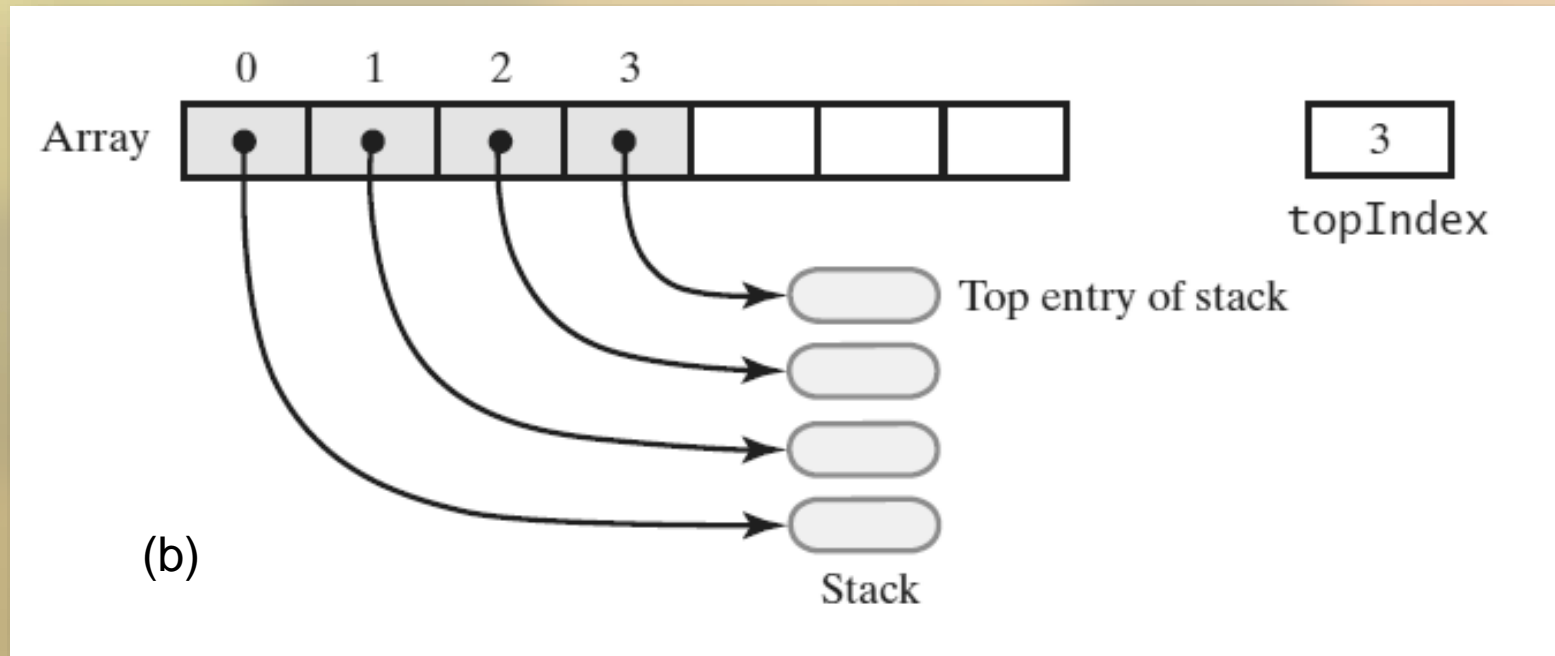 0 1 2 3
Array
3
topIndex
Top entry of stack
(b)
Stack